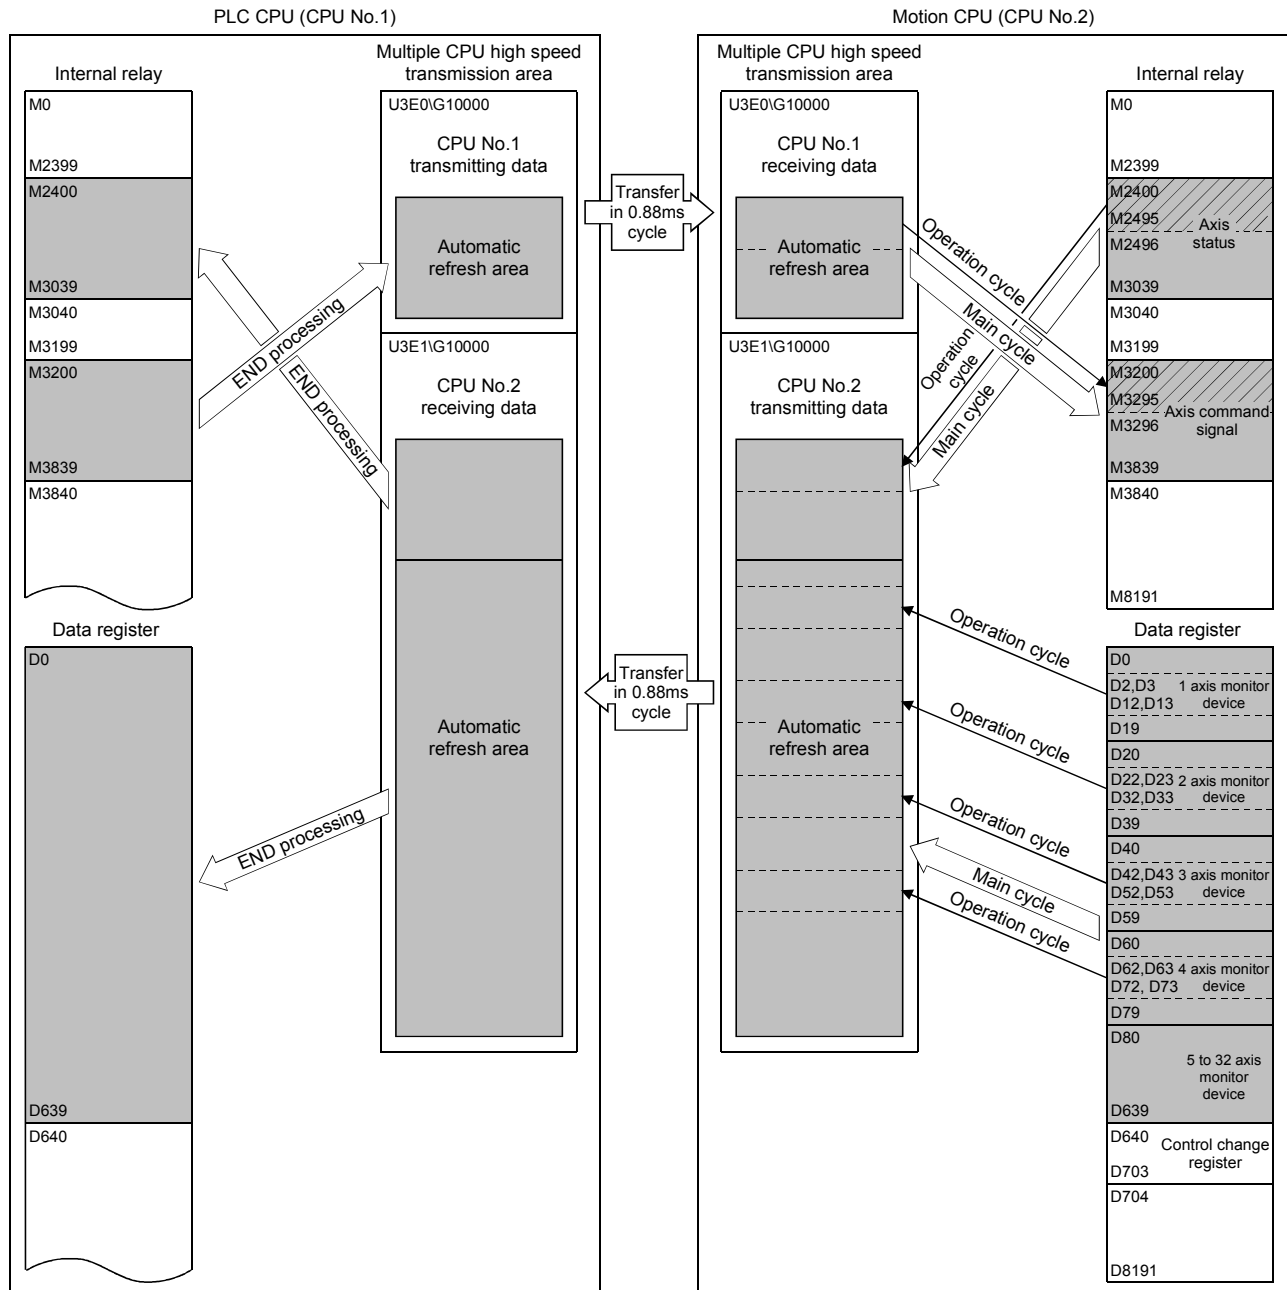 PLC CPU (CPU No.1)
Internal relay
M0
M2399
M2400
M3039
M3040
M3199
M3200
M3839
M3840
Data register
D0
D639
D640
END processing
END processing
END processing
Multiple CPU high speed
transmission area
U3E0\G10000
CPU No.1
transmitting data
Automatic
refresh area
U3E1\G10000
CPU No.2
receiving data
Automatic
refresh area
Transfer
in 0.88ms
cycle
Transfer
in 0.88ms
cycle
Motion CPU (CPU No.2)
Multiple CPU high speed
transmission area
U3E0\G10000
CPU No.1
receiving data
Automatic
refresh area
U3E1\G10000
CPU No.2
transmitting data
Automatic
refresh area
Operation cycle
Main cycle
Operation
cycle
Main cycle
Operation cycle
Operation cycle
Operation cycle
Main cycle
Operation cycle
Internal relay
M0
M2399
M2400
M2495
Axis
status
M2496
M3039
M3040
M3199
M3200
M3295
Axis command
signal
M3296
M3839
M3840
M8191
Data register
D0
D2,D3 1 axis monitor
D12,D13 device
D19
D20
D22,D23 2 axis monitor
D32,D33 device
D39
D40
D42,D43 3 axis monitor
D52,D53 device
D59
D60
D62,D63 4 axis monitor
D72, D73 device
D79
D80
5 to 32 axis
monitor
device
D639
D640
Control change
register
D703
D704
D8191